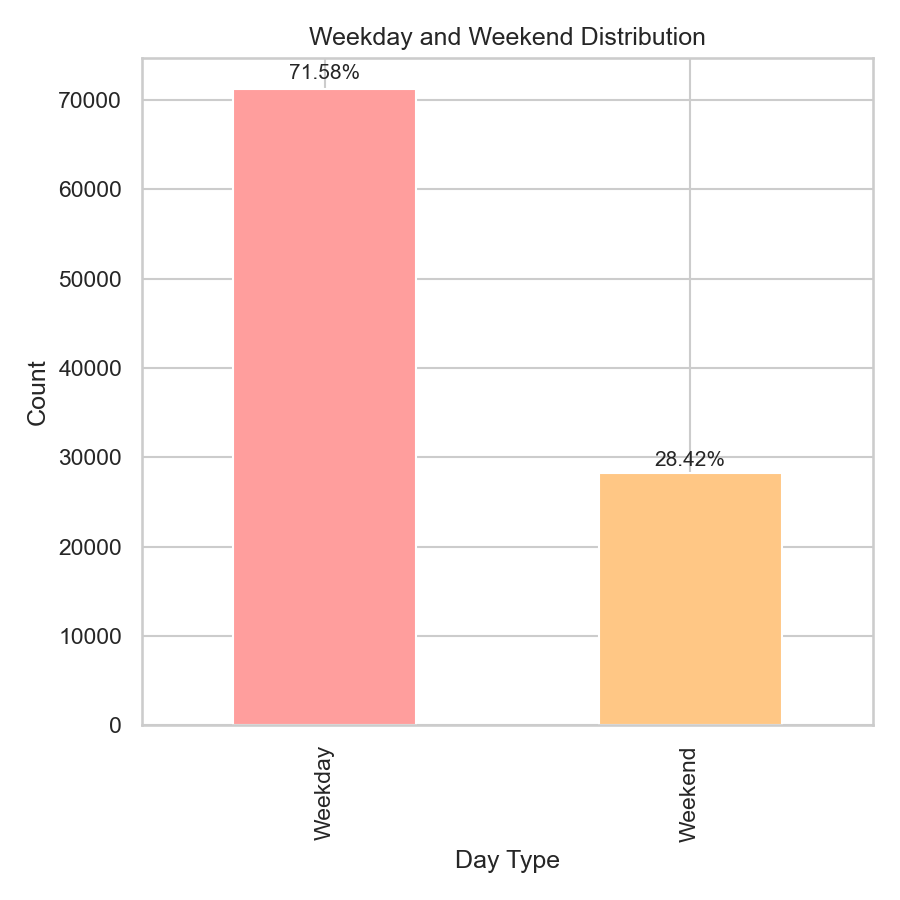 Weekday and Weekend Distribution
71.58%
28.42%
70000
60000
50000
40000
30000
20000
10000
0
Count
Weekday
Weekend
Day Type